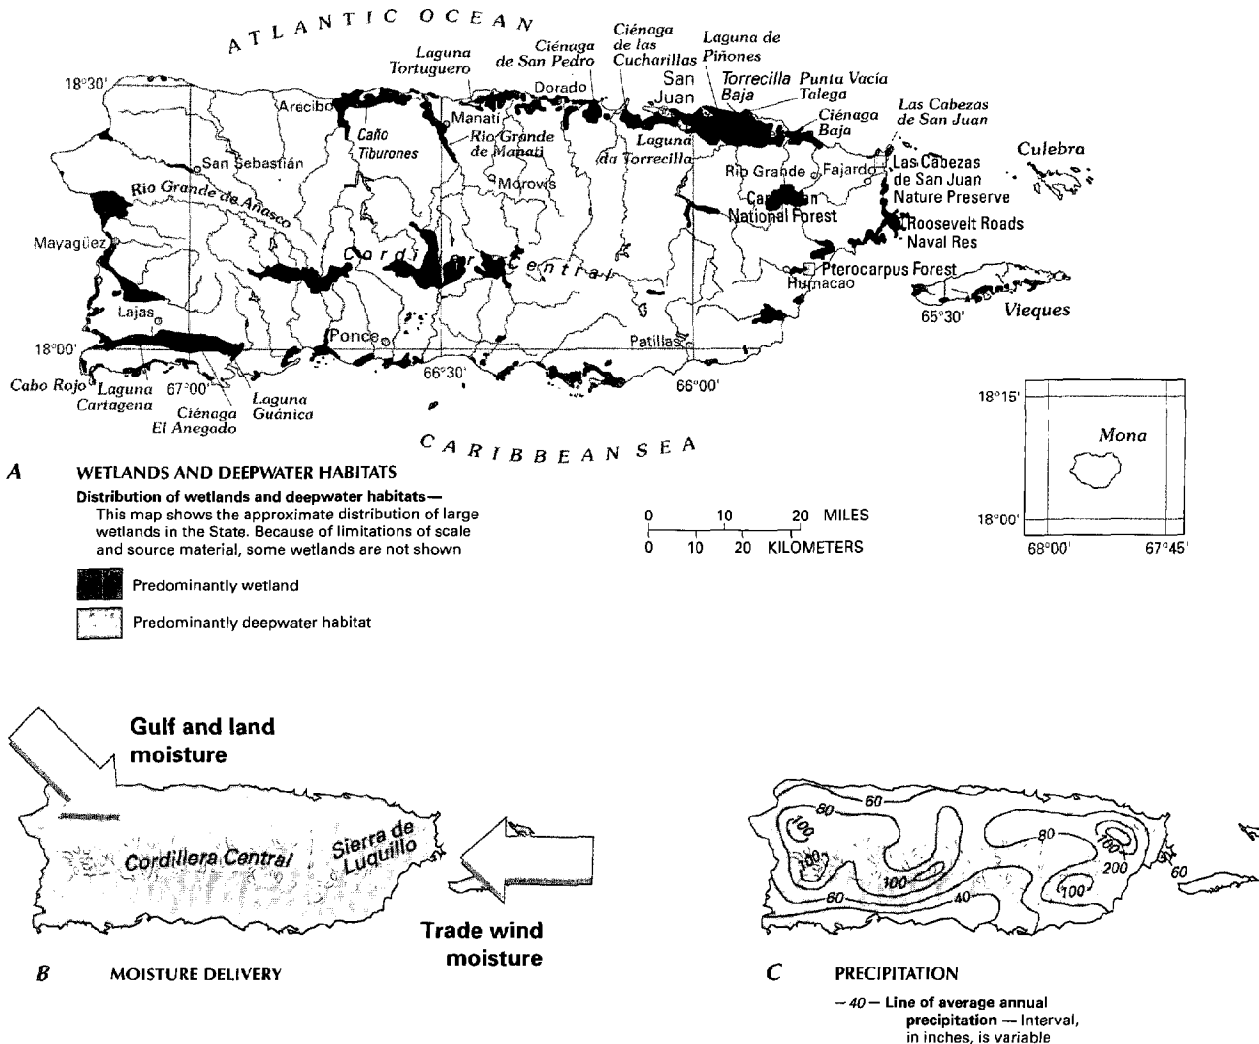 ATLANTIC OCEAN
18°30'
Laguna
Tortuguero
Ciénaga
de San Pedro
Ciénaga
de las
Cucharillas
Laguna de
Piñones
Dorado
San
Juan
Torrecilla
Baja
Punta Vacía
Talega
Ciénaga
Baja
Las Cabezas
de San Juan
Arecibo
Caño
Tiburones
Manatí
Rio Grande
de Manatí
Laguna
da Torrecilla
Culebra
San Sebastián
Morovis
Rio Grande
Fajardo
Las Cabezas
de San Juan
Nature Preserve
Rio Grande de Añasco
National Forest
Roosevelt Roads
Naval Res
Mayagüez
Cordillera Central
Pterocarpus Forest
Humacao
Vieques
65°30'
Lajas
Ponce
Patillas
18°00'
66°30'
66°00'
Cabo Rojo
Laguna
Cartagena
67°00'
Ciénaga
El Anegado
Laguna
Guánica
CARIBBEAN SEA
18°15'
Mona
18°00'
68°00' 67°45'
A WETLANDS AND DEEPWATER HABITATS
Distribution of wetlands and deepwater habitats—
This map shows the approximate distribution of large
wetlands in the State. Because of limitations of scale
and source material, some wetlands are not shown
Predominantly wetland
Predominantly deepwater habitat
0 10 20 MILES
0 10 20 KILOMETERS
Gulf and land
moisture
Cordillera Central
Sierra de
Luquillo
Trade wind
moisture
B MOISTURE DELIVERY
80
60
100
100
100
60
40
80
100
200
100
60
C PRECIPITATION
—40— Line of average annual
precipitation — Interval,
in inches, is variable